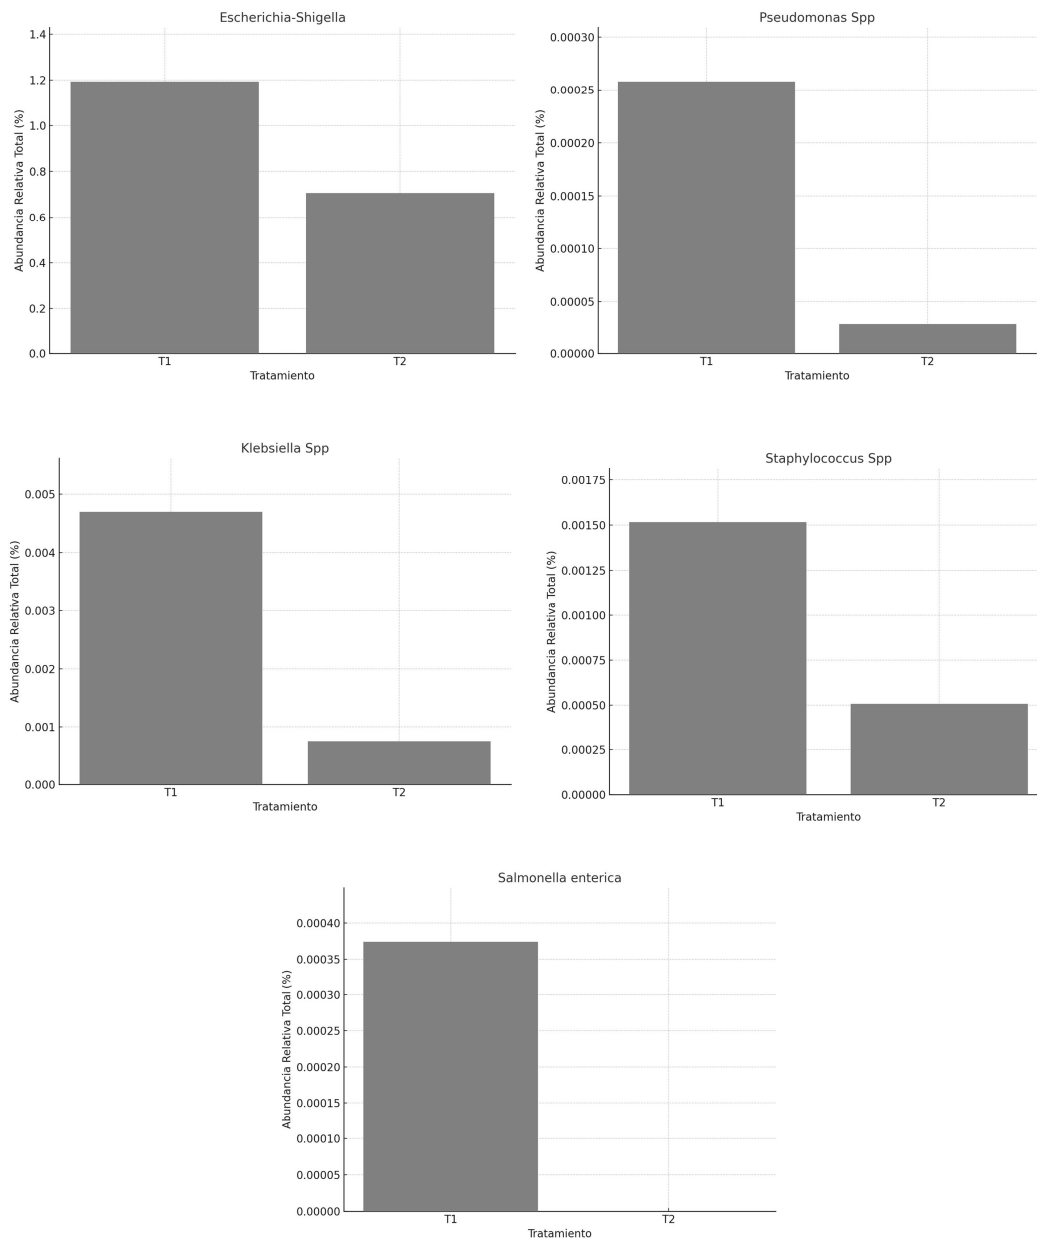 Escherichia-Shigella
Abundancia Relativa Total (%)
1.4
1.2
1.0
0.8
0.6
0.4
0.2
0.0
T1 T2
Tratamiento
Pseudomonas Spp
Abundancia Relativa Total (%)
0.00030
0.00025
0.00020
0.00015
0.00010
0.00005
0.00000
T1 T2
Tratamiento
Klebsiella Spp
Abundancia Relativa Total (%)
0.005
0.004
0.003
0.002
0.001
0.000
T1 T2
Tratamiento
Staphylococcus Spp
Abundancia Relativa Total (%)
0.00175
0.00150
0.00125
0.00100
0.00075
0.00050
0.00025
0.00000
T1 T2
Tratamiento
Salmonella enterica
Abundancia Relativa Total (%)
0.00040
0.00035
0.00030
0.00025
0.00020
0.00015
0.00010
0.00005
0.00000
T1 T2
Tratamiento